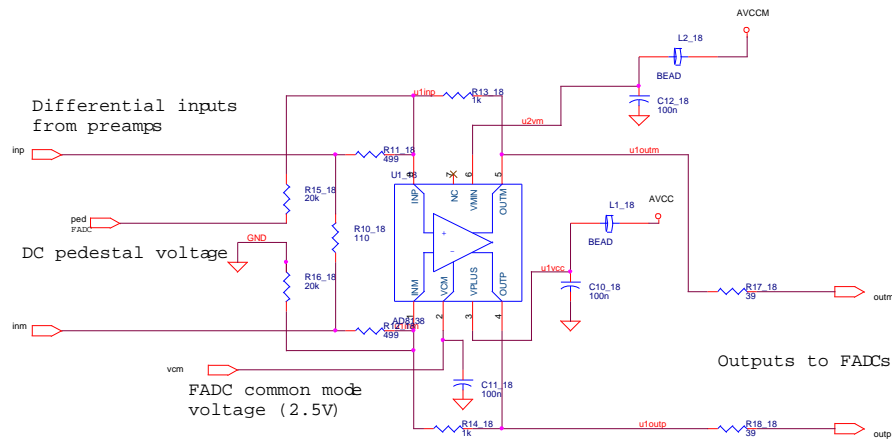 AVCCM
L2_18
BEAD
C12_18
100n
u1inp
R13_18
1k
u2vm
Differential inputs
from preamps
inp
R11_18
499
u1outm
U1_18
8
7
6
5
INP
NC
VMIN
OUTM
R15_18
20k
ped
FADC
GND
DC pedestal voltage
R10_18
110
L1_18
AVCC
BEAD
u1vcc
C10_18
100n
R16_18
20k
+
−
INM
VCM
VPLUS
OUTP
R17_18
39
outm
inm
AD8138
499
1
2
3
4
vcm
FADC common mode
voltage (2.5V)
C11_18
100n
Outputs to FADCs
R14_18
1k
u1outp
R18_18
39
outp